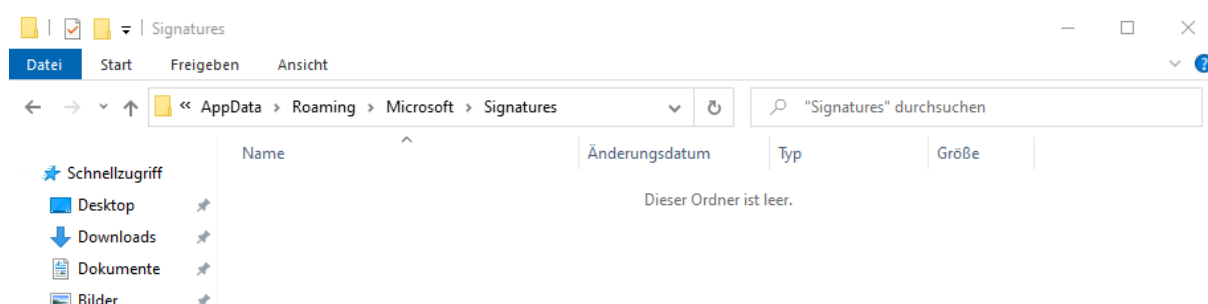 Signatures
Datei Start Freigeben Ansicht
« AppData > Roaming > Microsoft > Signatures "Signatures" durchsuchen
Name Änderungsdatum Typ Größe
Schnellzugriff
Dieser Ordner ist leer.
Desktop
Downloads
Dokumente
Bilder